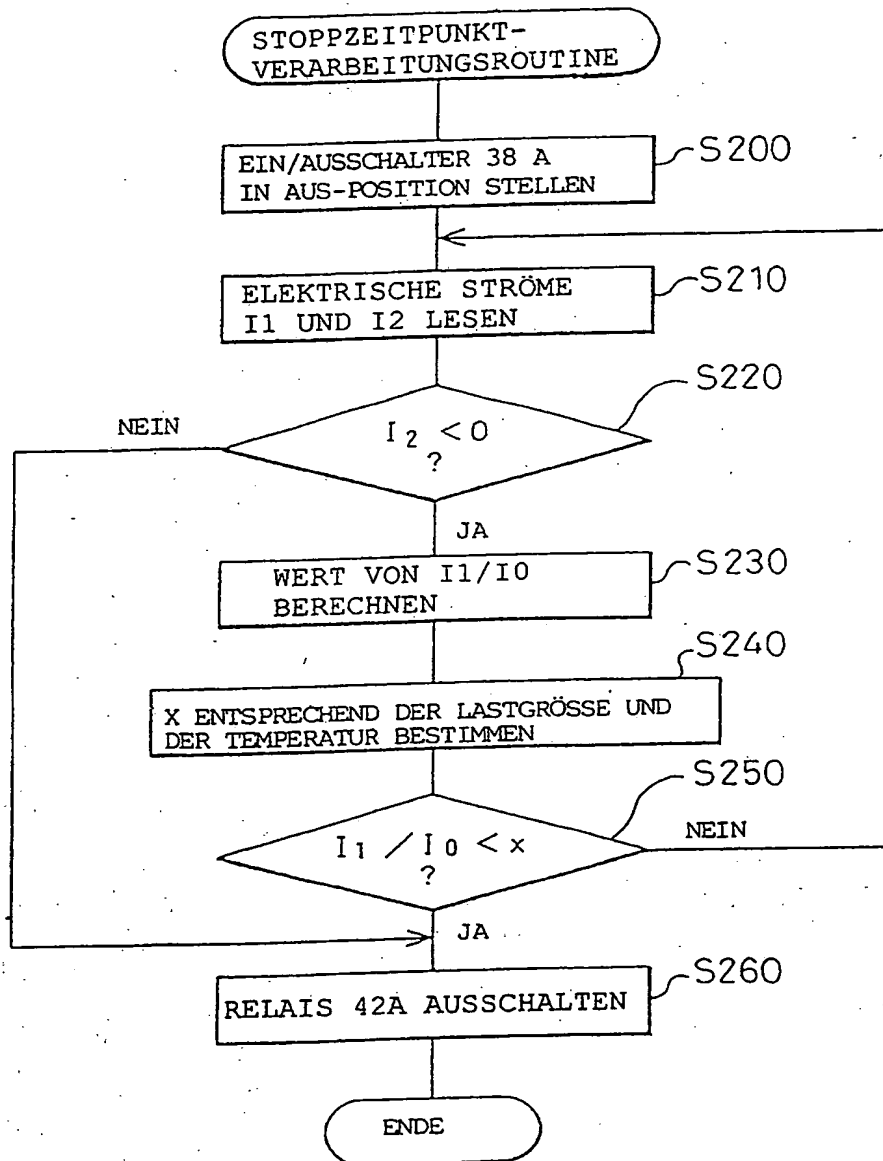 STOPPZEITPUNKT-
VERARBEITUNGSROUTINE
EIN/AUSSCHALTER 38 A
IN AUS-POSITION STELLEN
S200
ELEKTRISCHE STRÖME
I1 UND I2 LESEN
S210
S220
NEIN
I2 <0
?
JA
WERT VON I1/I0
BERECHNEN
S230
S240
X ENTSPRECHEND DER LASTGRÖSSE UND
DER TEMPERATUR BESTIMMEN
S250
I1 / I0 < x
?
NEIN
JA
RELAIS 42A AUSSCHALTEN
S260
ENDE